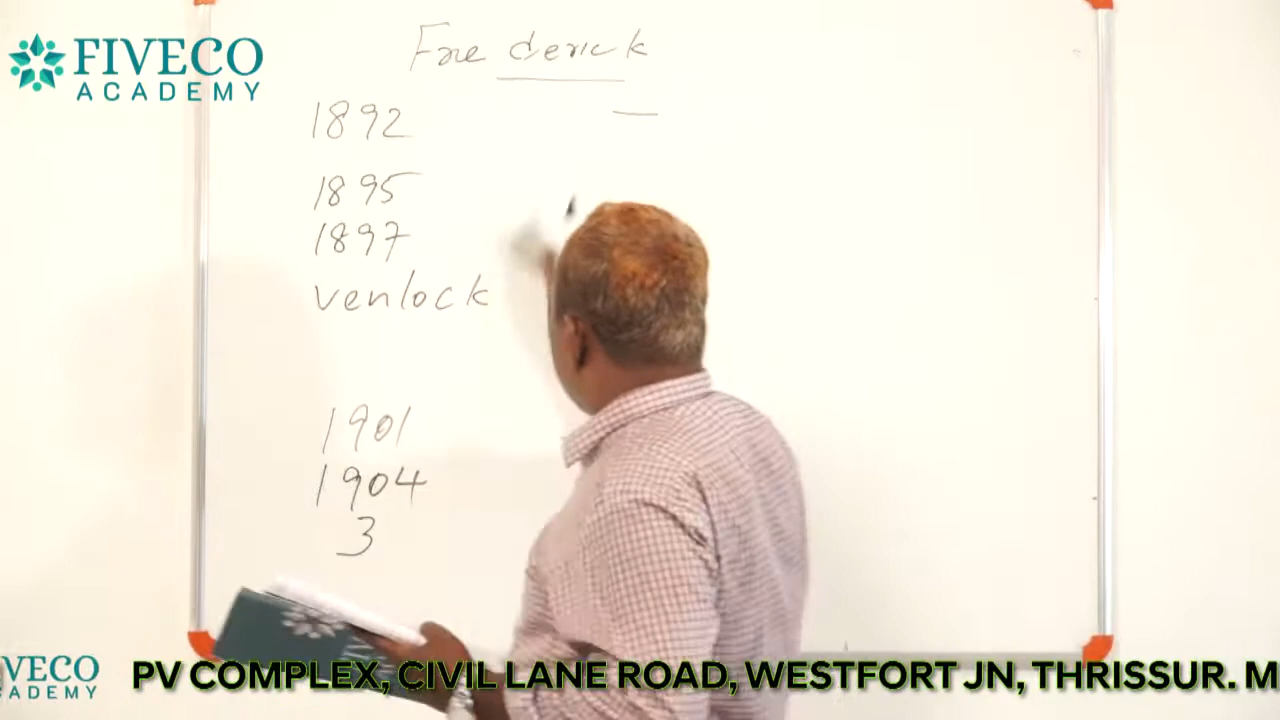 FIVECO
ACADEMY
Frederick
1892
1895
1897
venlock
1901
1904
3
VECO
ADEMY
PV COMPLEX, CIVIL LANE ROAD, WESTFORT JN, THRISSUR. M